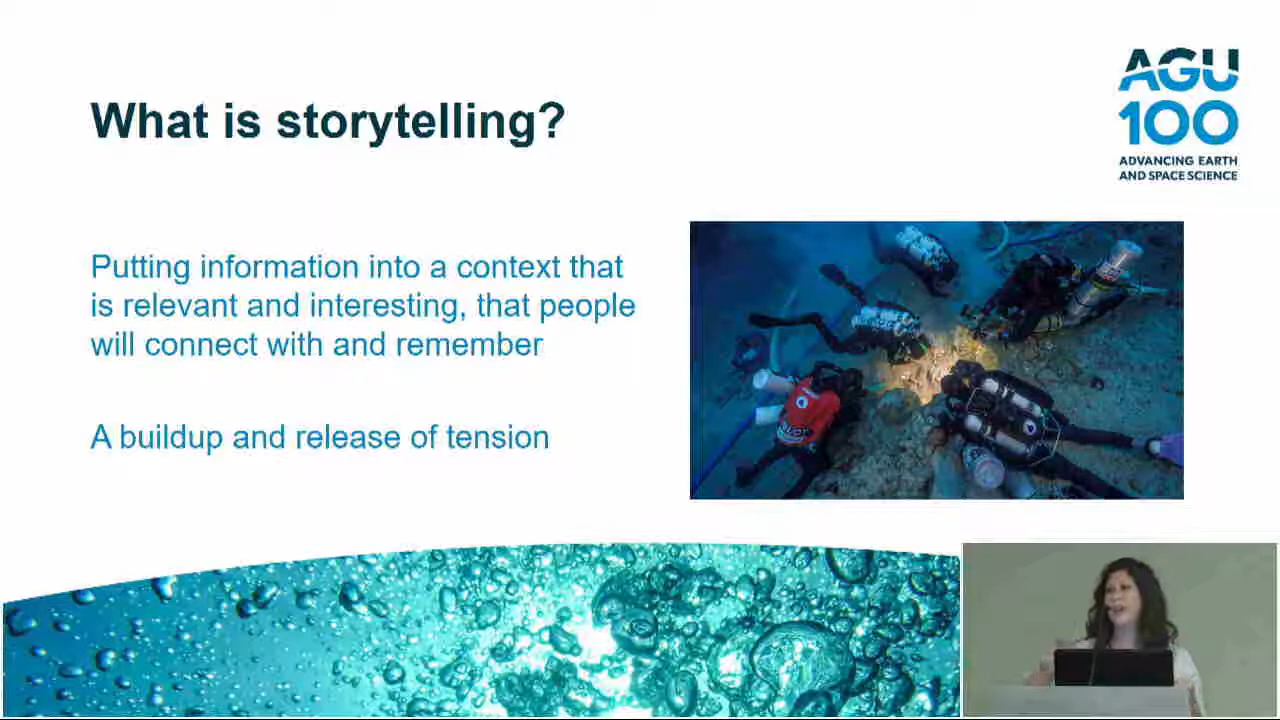 What is storytelling?
AGU
100
ADVANCING EARTH
AND SPACE SCIENCE
Putting information into a context that
is relevant and interesting, that people
will connect with and remember
A buildup and release of tension